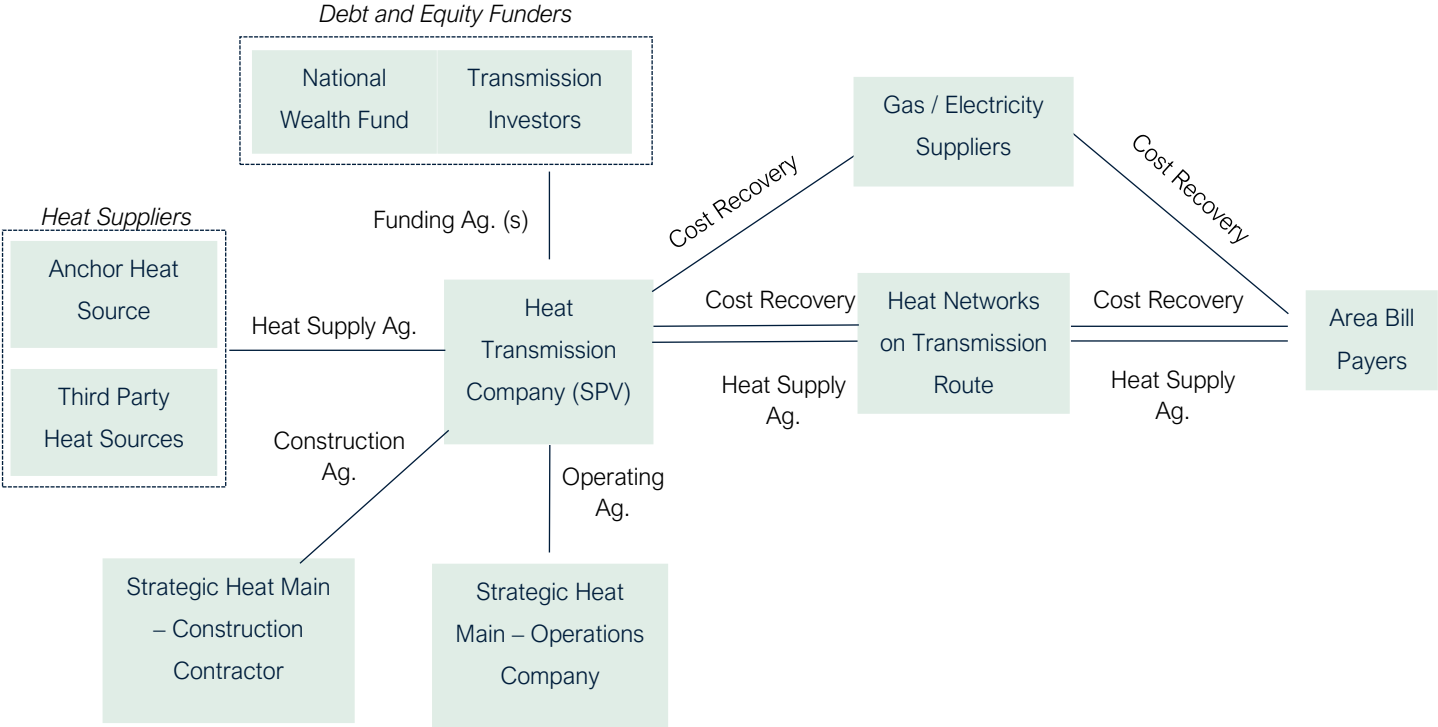 Debt and Equity Funders
National
Wealth Fund
Transmission
Investors
Gas / Electricity
Suppliers
Cost Recovery
Cost Recovery
Funding Ag. (s)
Heat Suppliers
Anchor Heat
Source
Third Party
Heat Sources
Heat Supply Ag.
Heat
Transmission
Company (SPV)
Cost Recovery
Heat Supply
Ag.
Heat Networks
on Transmission
Route
Cost Recovery
Heat Supply
Ag.
Area Bill
Payers
Construction
Ag.
Operating
Ag.
Strategic Heat Main
– Construction
Contractor
Strategic Heat
Main – Operations
Company